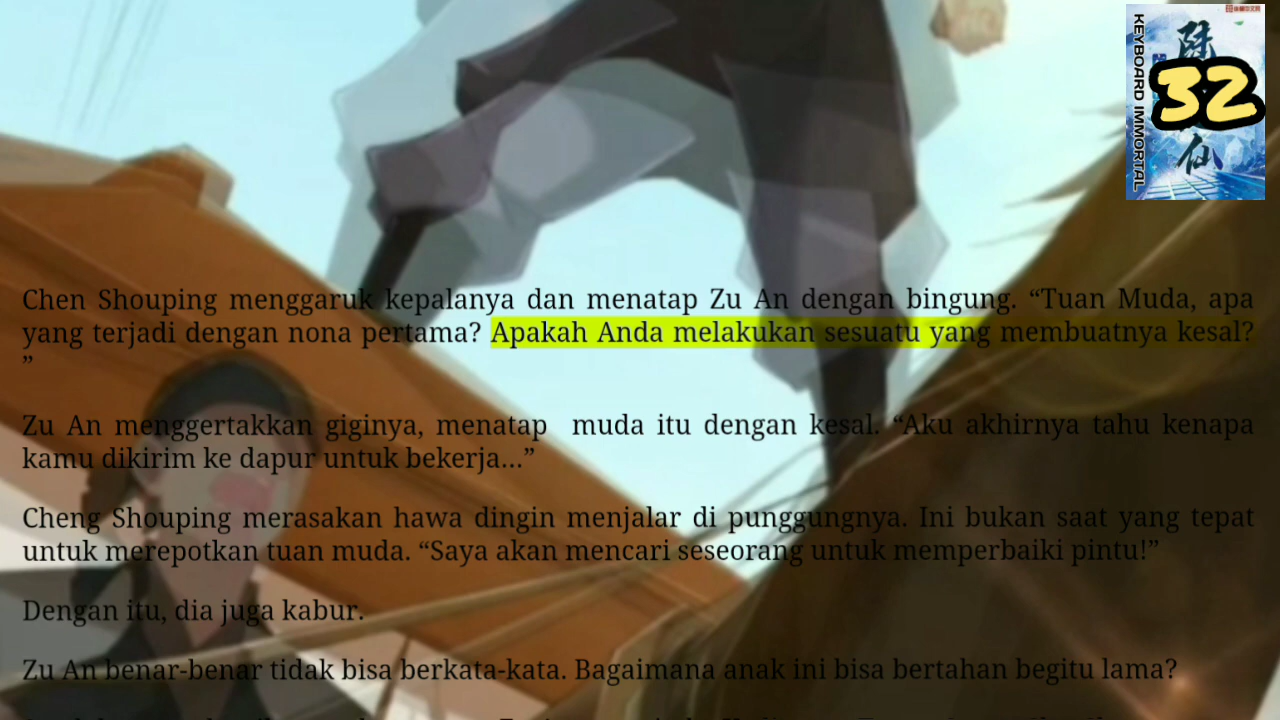 KEYBOARD IMMORTAL
陸
32
仙
Chen Shouping menggaruk kepalanya dan menatap Zu An dengan bingung. “Tuan Muda, apa
yang terjadi dengan nona pertama? Apakah Anda melakukan sesuatu yang membuatnya kesal?
”
Zu An menggertakkan giginya, menatap muda itu dengan kesal. “Aku akhirnya tahu kenapa
kamu dikirim ke dapur untuk bekerja...”
Cheng Shouping merasakan hawa dingin menjalar di punggungnya. Ini bukan saat yang tepat
untuk merepotkan tuan muda. “Saya akan mencari seseorang untuk memperbaiki pintu!”
Dengan itu, dia juga kabur.
Zu An benar-benar tidak bisa berkata-kata. Bagaimana anak ini bisa bertahan begitu lama?